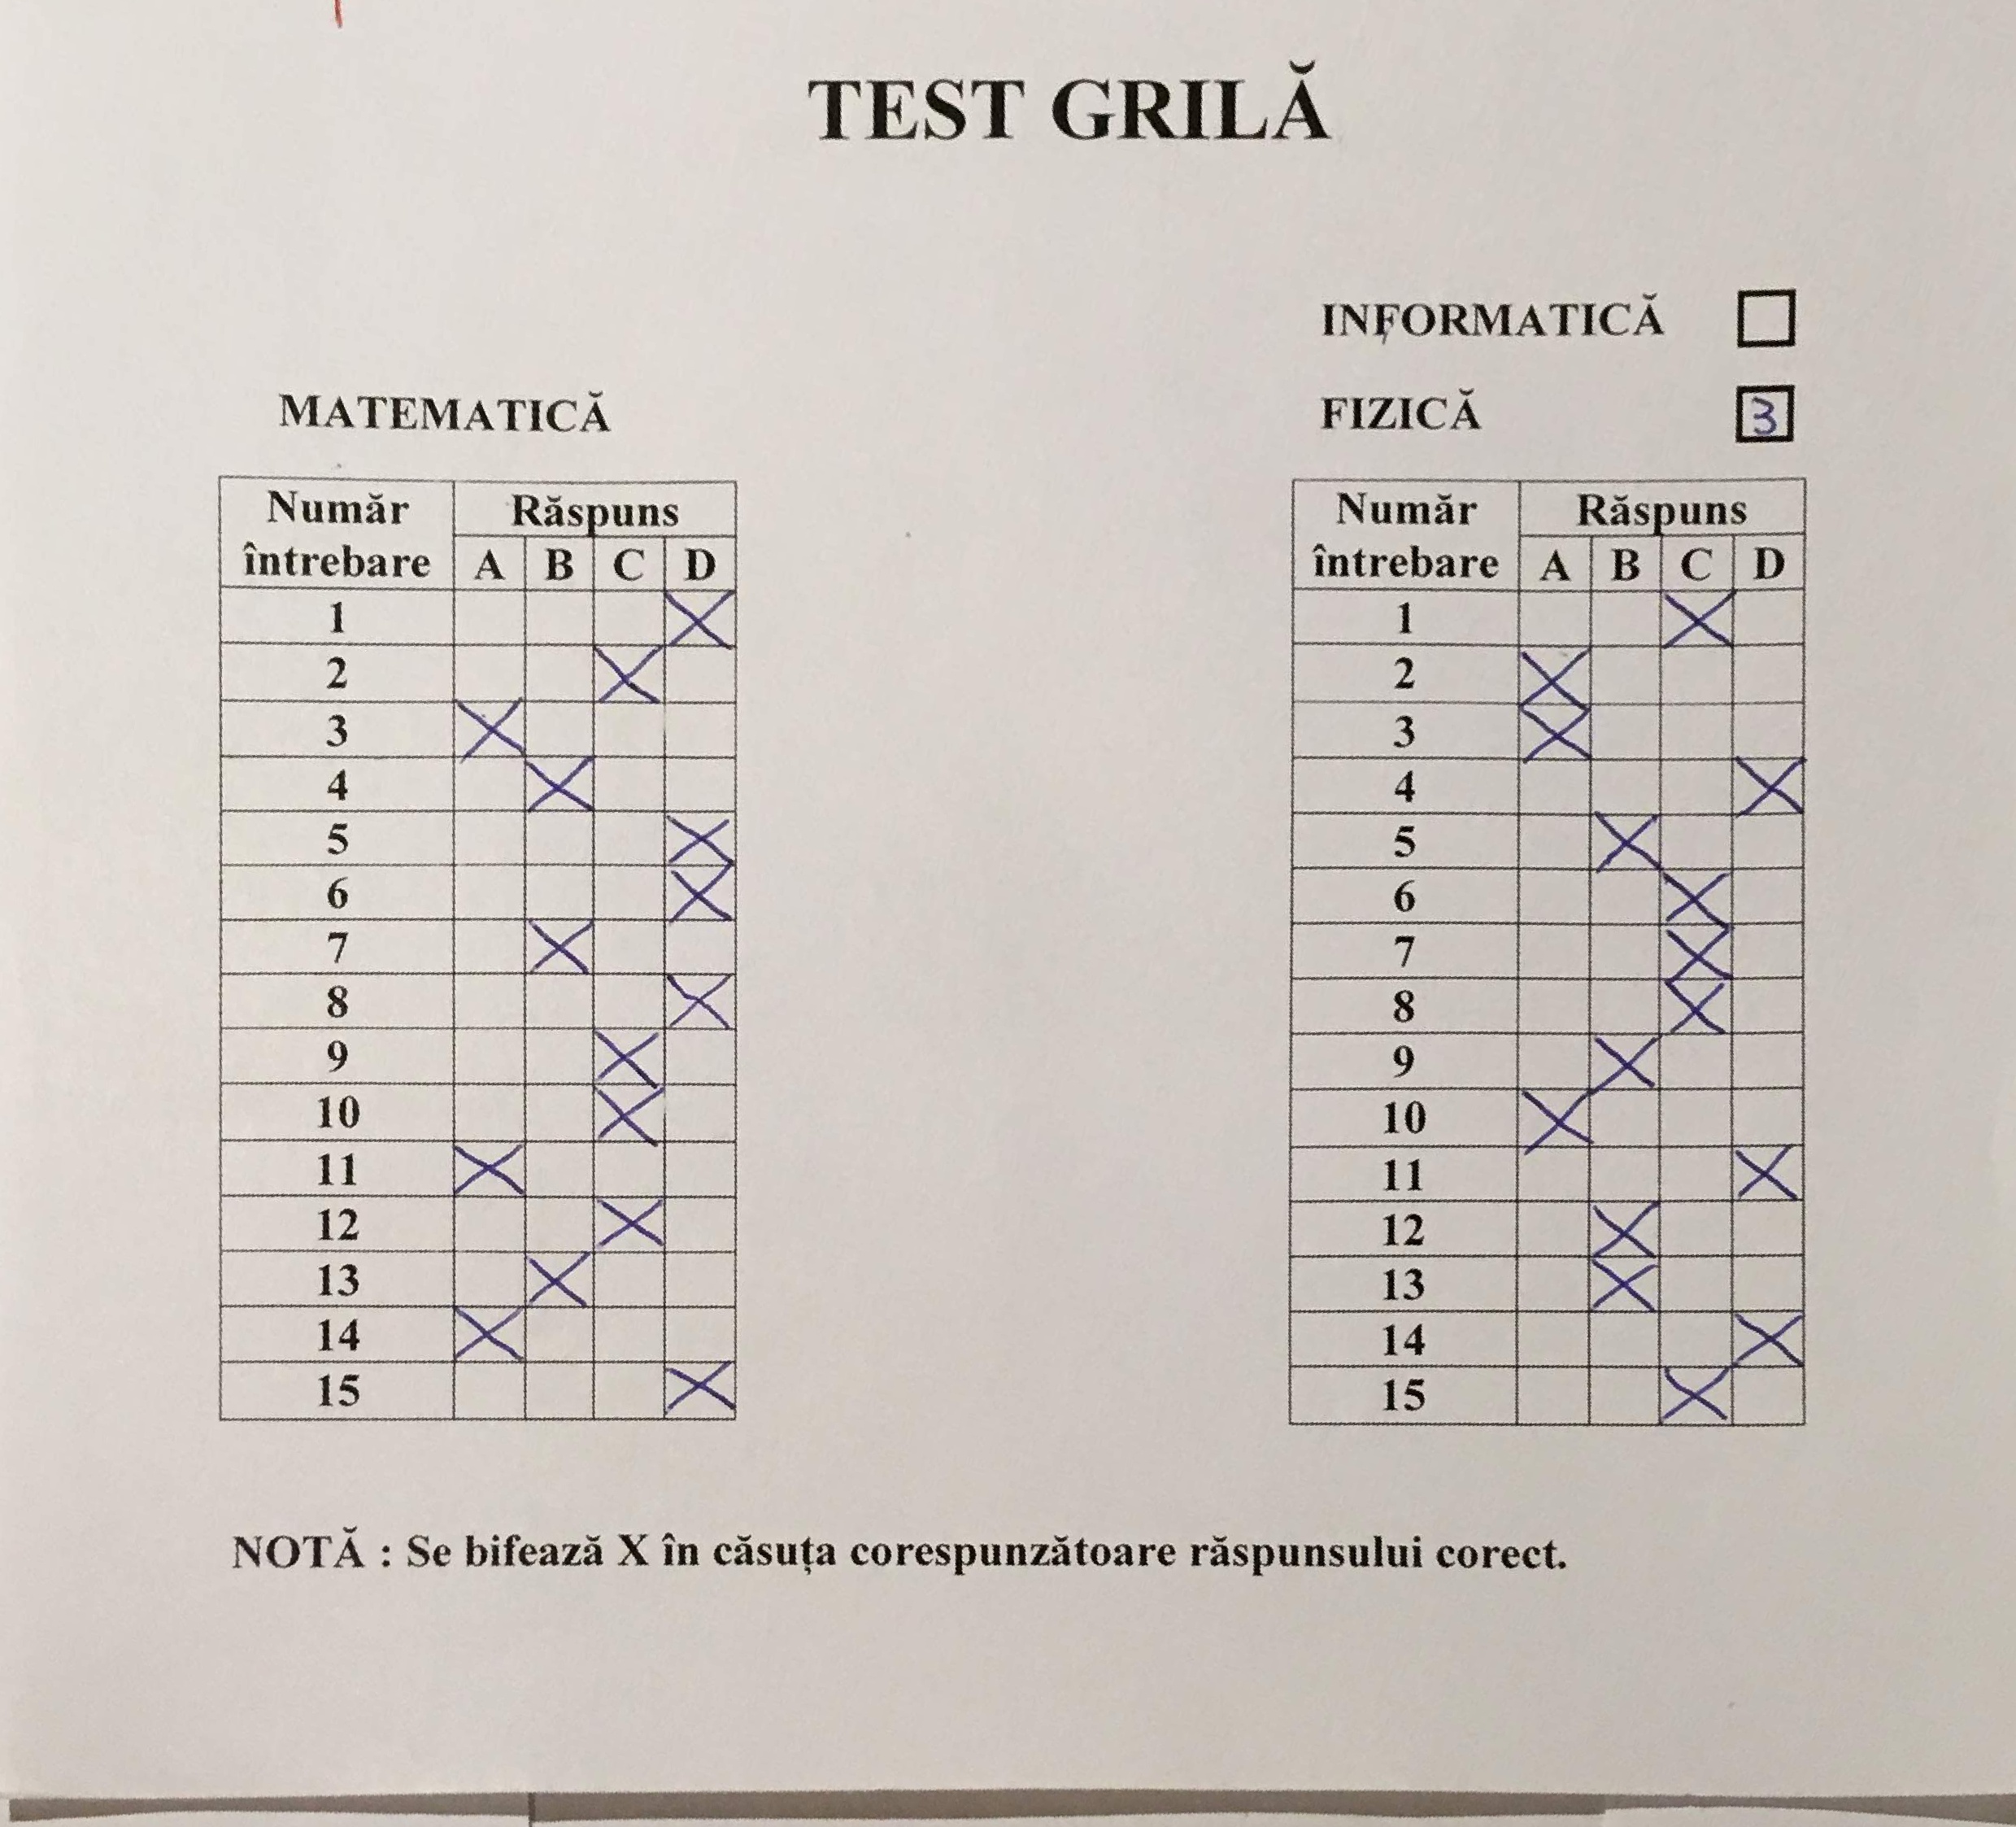 TEST GRILĂ
INFORMATICĂ
MATEMATICĂ
FIZICĂ 3
Număr întrebare Răspuns
A B C D
1 X
2 X
3 X
4 X
5 X
6 X
7 X
8 X
9 X
10 X
11 X
12 X
13 X
14 X
15 X
Număr întrebare Răspuns
A B C D
1 X
2 X
3 X
4 X
5 X
6 X
7 X
8 X
9 X
10 X
11 X
12 X
13 X
14 X
15 X
NOTĂ : Se bifează X în căsuța corespunzătoare răspunsului corect.